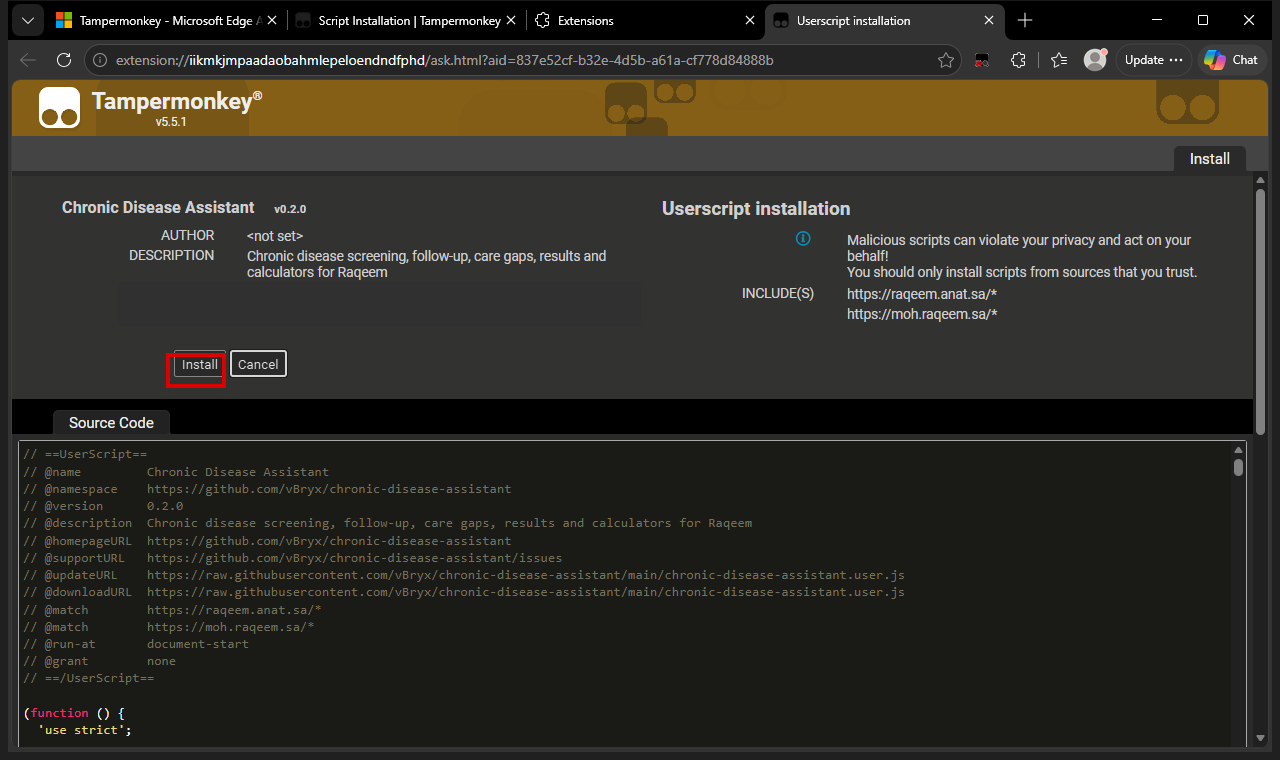 Tampermonkey - Microsoft Edge A
Script Installation | Tampermonkey
Extensions
Userscript installation
extension://iikmkjmpaadaobahmlepeloendndfphd/ask.html?aid=837e52cf-b32e-4d5b-a61a-cf778d84888b
Update
Chat
Tampermonkey®
v5.5.1
Install
Chronic Disease Assistant v0.2.0
AUTHOR <not set>
DESCRIPTION Chronic disease screening, follow-up, care gaps, results and
calculators for Raqeem
Install Cancel
Userscript installation
Malicious scripts can violate your privacy and act on your
behalf!
You should only install scripts from sources that you trust.
INCLUDE(S) https://raqeem.anat.sa/*
https://moh.raqeem.sa/*
Source Code
// ==UserScript==
// @name Chronic Disease Assistant
// @namespace https://github.com/vBryx/chronic-disease-assistant
// @version 0.2.0
// @description Chronic disease screening, follow-up, care gaps, results and calculators for Raqeem
// @homepageURL https://github.com/vBryx/chronic-disease-assistant
// @supportURL https://github.com/vBryx/chronic-disease-assistant/issues
// @updateURL https://raw.githubusercontent.com/vBryx/chronic-disease-assistant/main/chronic-disease-assistant.user.js
// @downloadURL https://raw.githubusercontent.com/vBryx/chronic-disease-assistant/main/chronic-disease-assistant.user.js
// @match https://raqeem.anat.sa/*
// @match https://moh.raqeem.sa/*
// @run-at document-start
// @grant none
// ==/UserScript==
(function () {
'use strict';